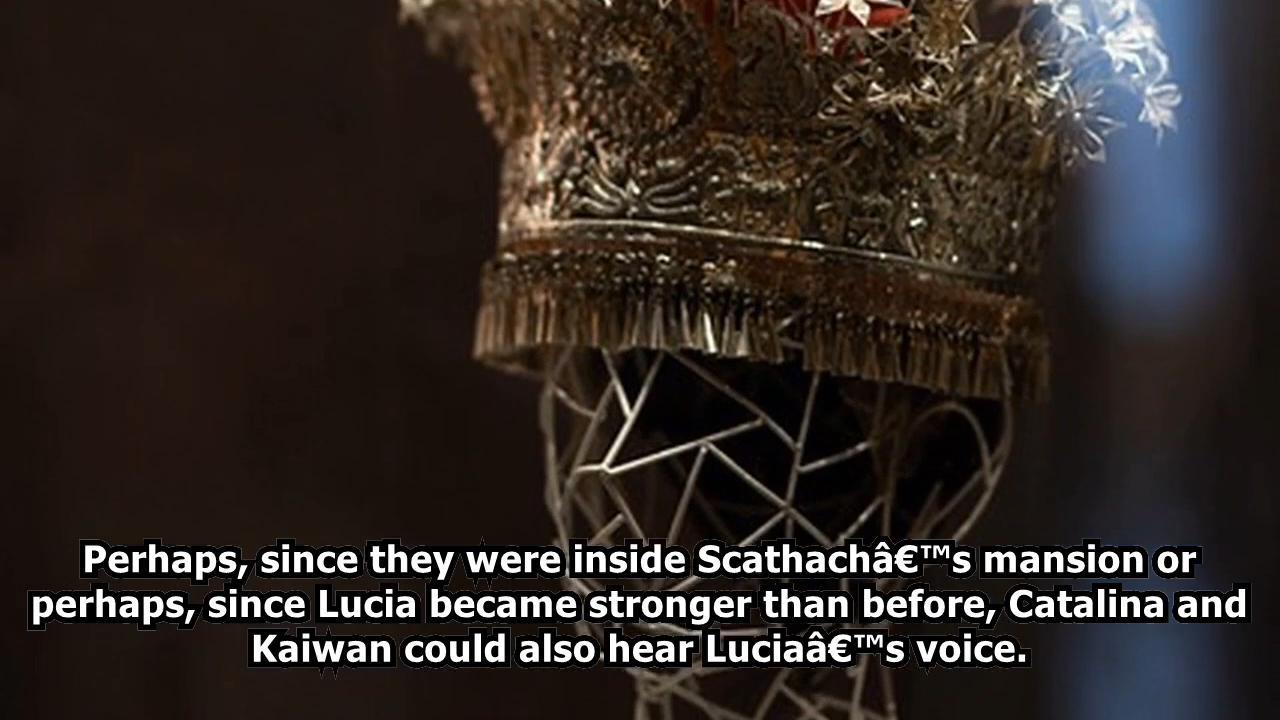 Perhaps, since they were inside Scathachâ€™s mansion or
perhaps, since Lucia became stronger than before, Catalina and
Kaiwan could also hear Luciaâ€™s voice.